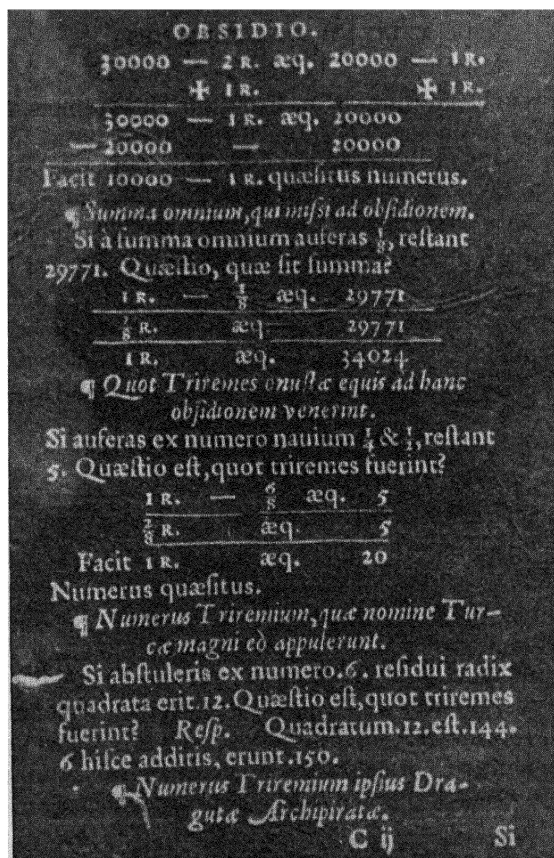 OBSIDIO.
30000 — 2 R. æq. 20000 — 1 R.
✠ 1 R. ✠ 1 R.
30000 — 1 R. æq. 20000
— 20000 — 20000
Facit 10000 — 1 R. quæsitus numerus.
¶ Summa omnium, qui missi ad obsidionem.
Si à summa omnium auferas 1/8, restant
29771. Quæstio, quæ sit summa?
1 R. — 1/8 æq. 29771
7/8 R. æq. 29771
1 R. æq. 34024
¶ Quot Triremes onustæ equis ad hanc
obsidionem venerint.
Si auferas ex numero nauium 1/4 & 1/2, restant
5. Quæstio est, quot triremes fuerint?
1 R. — 6/8 æq. 5
2/8 R. æq. 5
Facit 1 R. æq. 20
Numerus quæsitus.
¶ Numerus Triremium, quæ nomine Tur-
cæ magni eò appulerunt.
Si abstuleris ex numero.6. residui radix
quadrata erit.12. Quæstio est, quot triremes
fuerint? Resp. Quadratum.12.est.144.
6 hisce additis, erunt.150.
¶ Numerus Triremium ipsius Dra-
gutæ Archipiratæ.
C ij Si